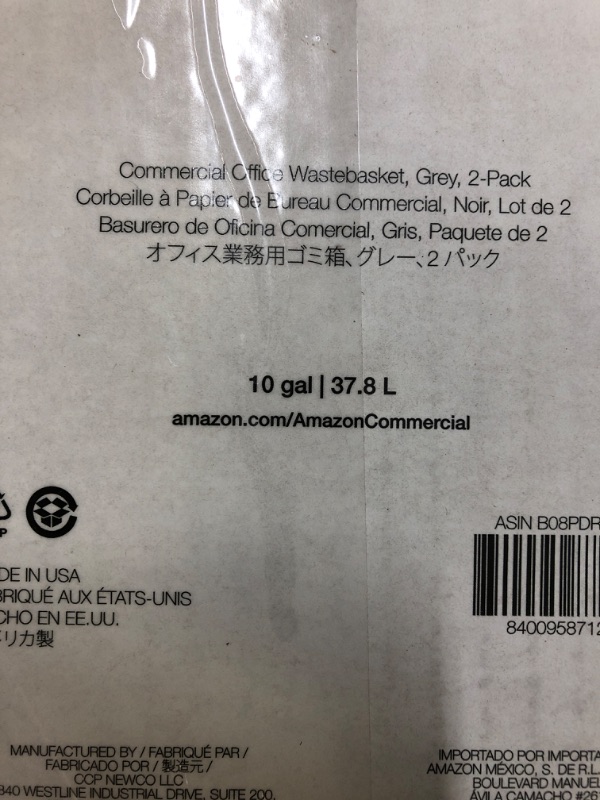 Commercial Office Wastebasket, Grey, 2-Pack
Corbeille à Papier de Bureau Commercial, Noir, Lot de 2
Basurero de Oficina Comercial, Gris, Paquete de 2
オフィス業務用ゴミ箱、グレー、2 パック
10 gal | 37.8 L
amazon.com/AmazonCommercial
ASIN B08PDR
8400958712
DE IN USA
BRIQUÉ AUX ÉTATS-UNIS
CHO EN EE.UU.
リカ製
MANUFACTURED BY / FABRIQUÉ PAR /
FABRICADO POR / 製造元 /
CCP NEWCO LLC
840 WESTLINE INDUSTRIAL DRIVE, SUITE 200.
IMPORTADO POR IMPORTA
AMAZON MÉXICO, S. DE R.L.
BOULEVARD MANUEL
ÁVILA CAMACHO #261